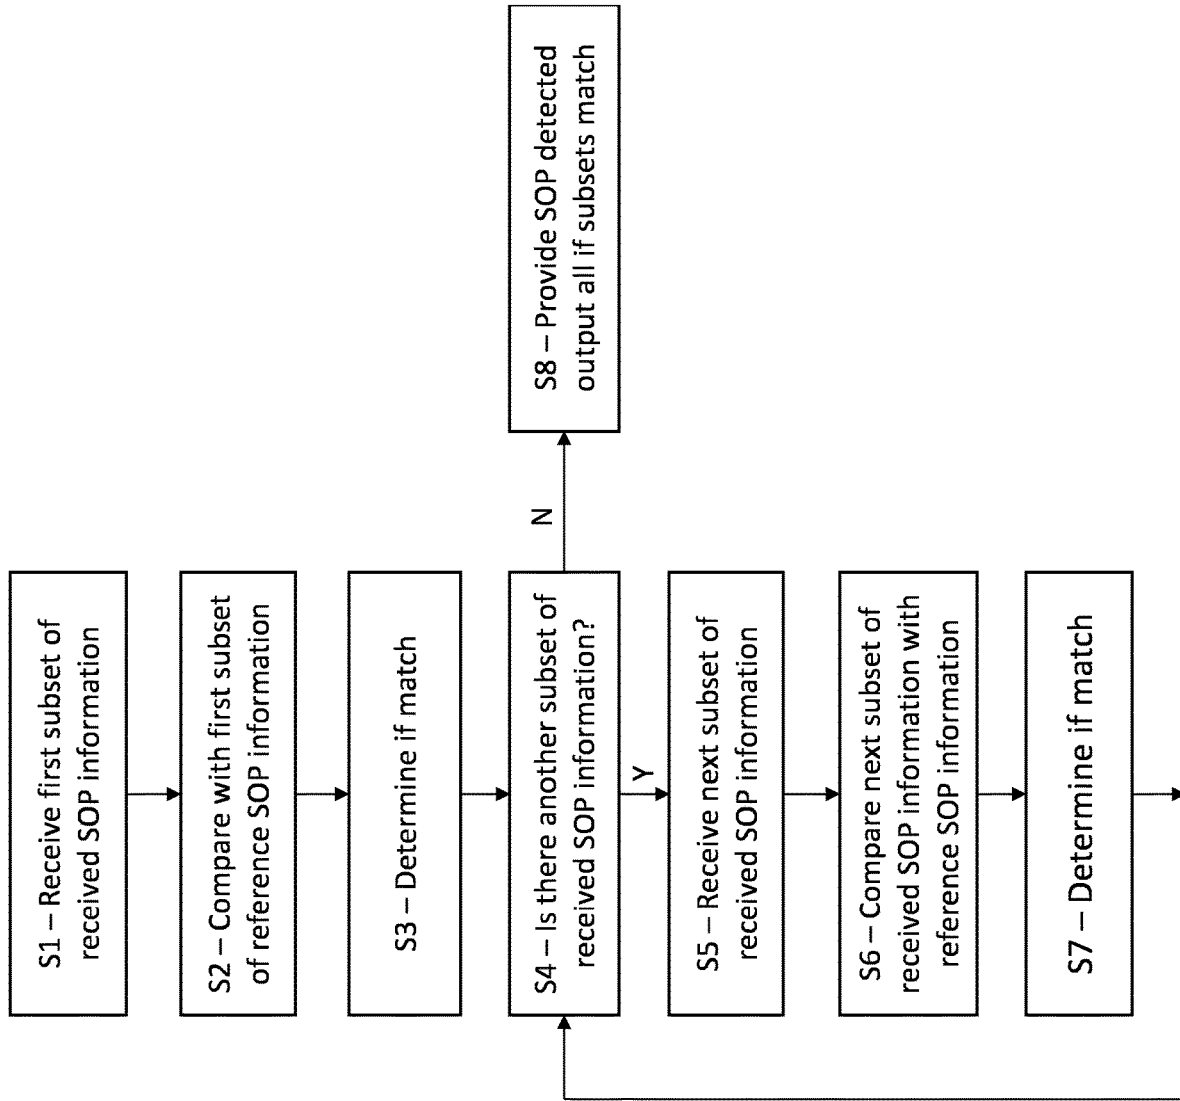 S1 – Receive first subset of
received SOP information
S2 – Compare with first subset
of reference SOP information
S3 – Determine if match
S4 – Is there another subset of
received SOP information?
N
S8 – Provide SOP detected
output all if subsets match
Y
S5 – Receive next subset of
received SOP information
S6 – Compare next subset of
received SOP information with
reference SOP information
S7 – Determine if match